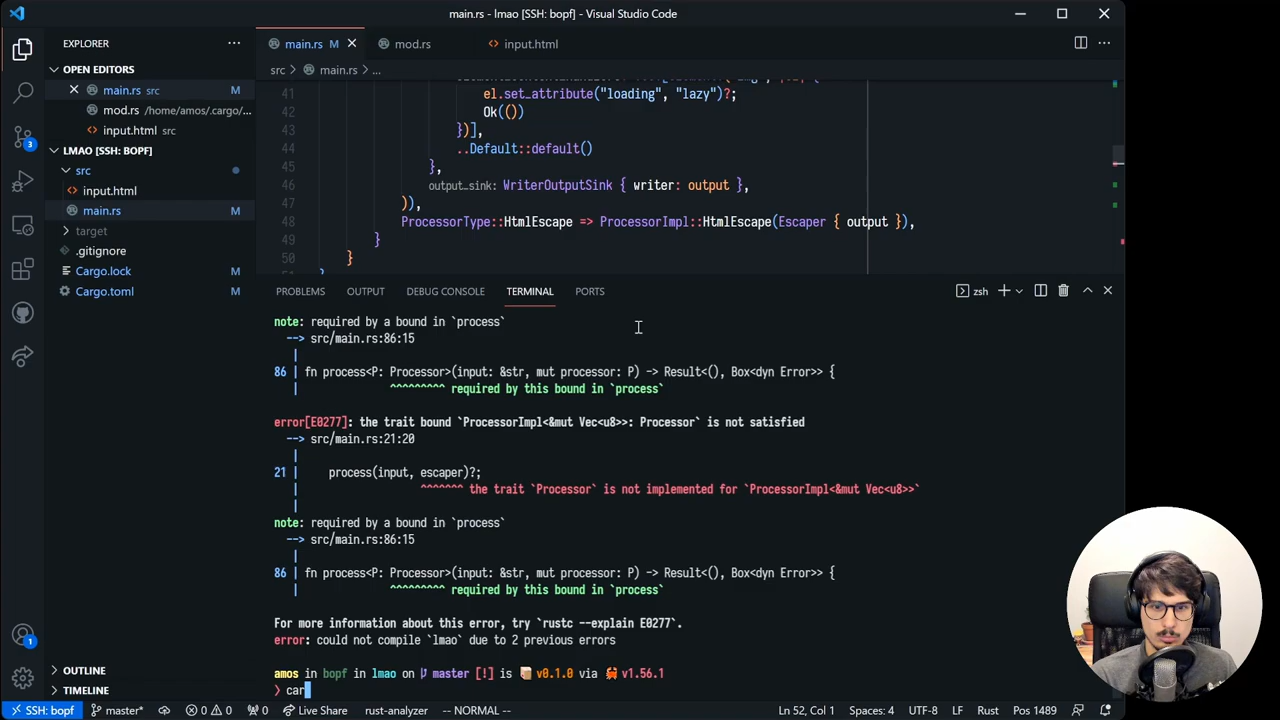 main.rs - lmao [SSH: bopf] - Visual Studio Code
EXPLORER
OPEN EDITORS
main.rs src M
mod.rs /home/amos/.cargo/...
input.html src
LMAO [SSH: BOPF]
src
input.html
main.rs M
target
.gitignore
Cargo.lock M
Cargo.toml M
OUTLINE
TIMELINE
3
1
main.rs M
mod.rs
input.html
src > main.rs > ...
41 el.set_attribute("loading", "lazy")?;
42 Ok(())
43 })],
44 ..Default::default()
45 },
46 output_sink: WriterOutputSink { writer: output },
47 )),
48 ProcessorType::HtmlEscape => ProcessorImpl::HtmlEscape(Escaper { output }),
49 }
50 }
PROBLEMS OUTPUT DEBUG CONSOLE TERMINAL PORTS zsh
note: required by a bound in `process`
--> src/main.rs:86:15
|
86 | fn process<P: Processor>(input: &str, mut processor: P) -> Result<(), Box<dyn Error>> {
| ^^^^^^^^^ required by this bound in `process`
error[E0277]: the trait bound `ProcessorImpl<&mut Vec<u8>>: Processor` is not satisfied
--> src/main.rs:21:20
|
21 | process(input, escaper)?;
| ^^^^^^^ the trait `Processor` is not implemented for `ProcessorImpl<&mut Vec<u8>>`
note: required by a bound in `process`
--> src/main.rs:86:15
|
86 | fn process<P: Processor>(input: &str, mut processor: P) -> Result<(), Box<dyn Error>> {
| ^^^^^^^^^ required by this bound in `process`
For more information about this error, try `rustc --explain E0277`.
error: could not compile `lmao` due to 2 previous errors
amos in bopf in lmao on master [!] is 📦 v0.1.0 via 🦀 v1.56.1
❯ car
SSH: bopf master* 0 0 0 Live Share rust-analyzer -- NORMAL -- Ln 52, Col 1 Spaces: 4 UTF-8 LF Rust Pos 1489